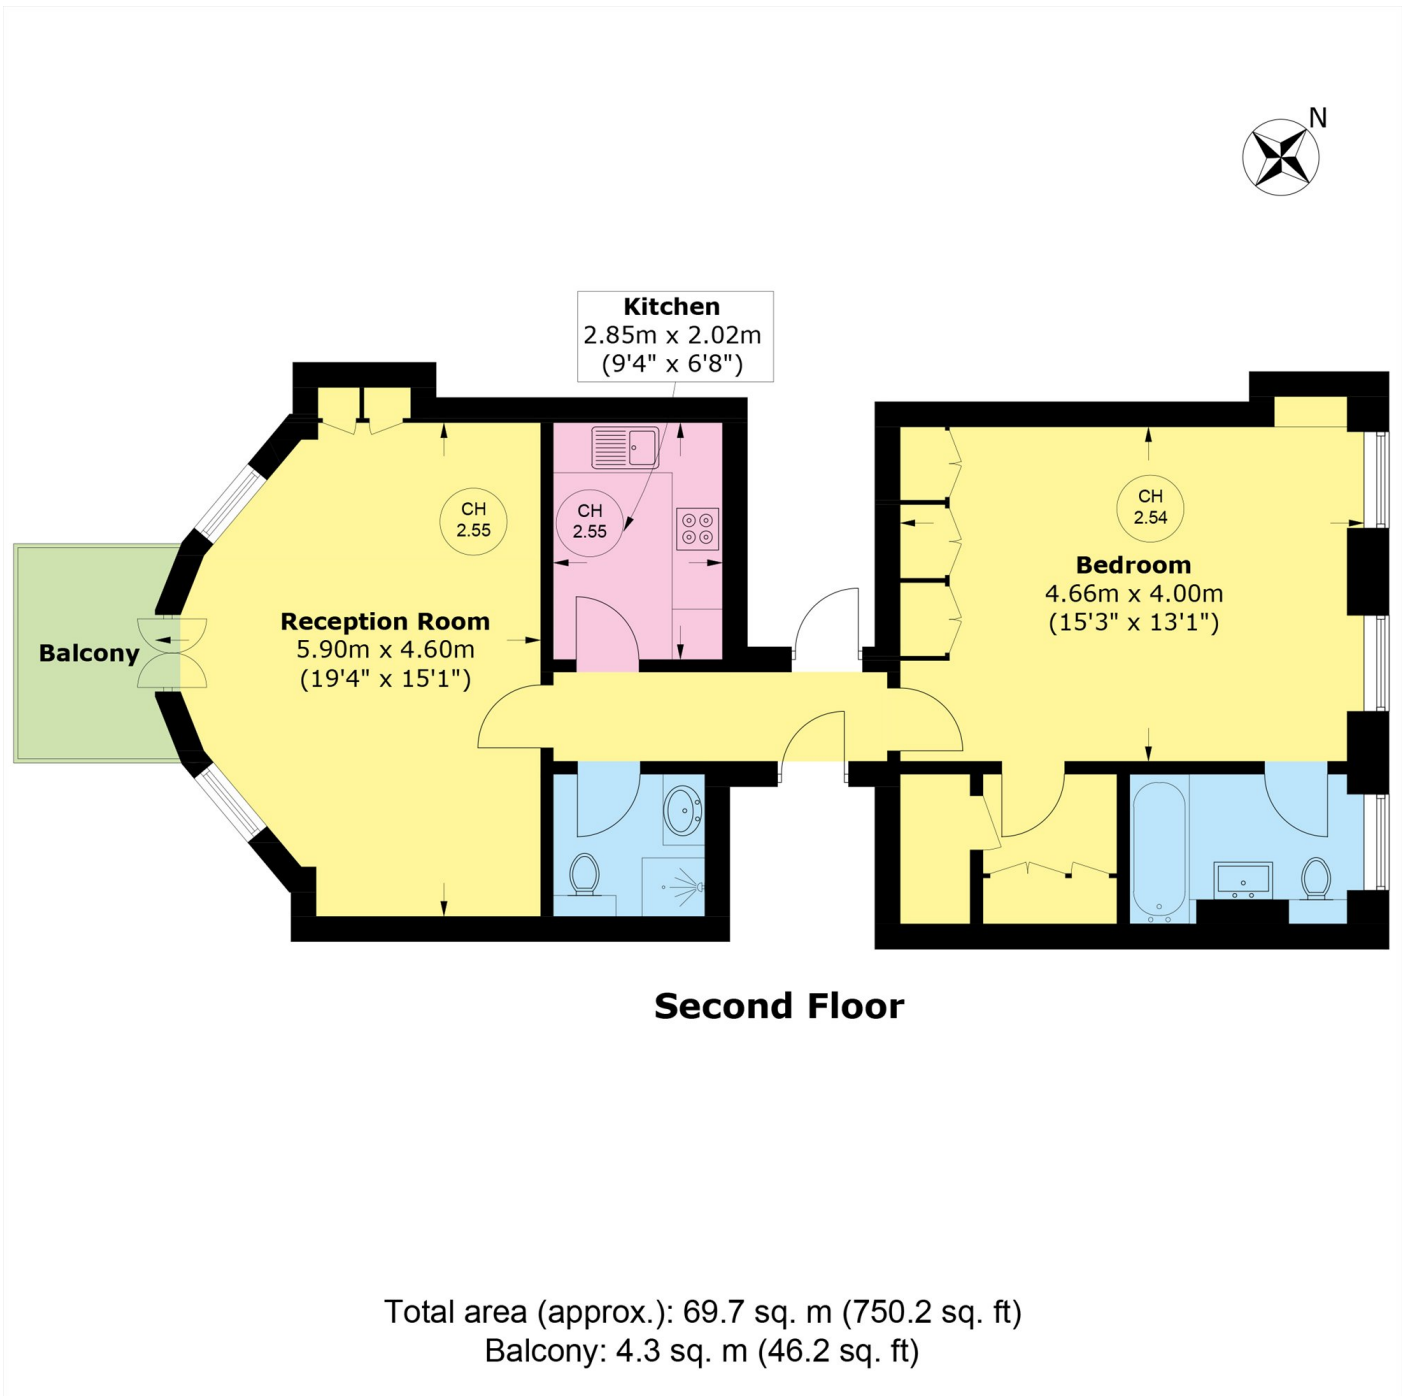 N
Kitchen
2.85m x 2.02m
(9'4" x 6'8")
CH
2.55
CH
2.55
CH
2.54
Bedroom
4.66m x 4.00m
(15'3" x 13'1")
Reception Room
5.90m x 4.60m
(19'4" x 15'1")
Balcony
Second Floor
Total area (approx.): 69.7 sq. m (750.2 sq. ft)
Balcony: 4.3 sq. m (46.2 sq. ft)